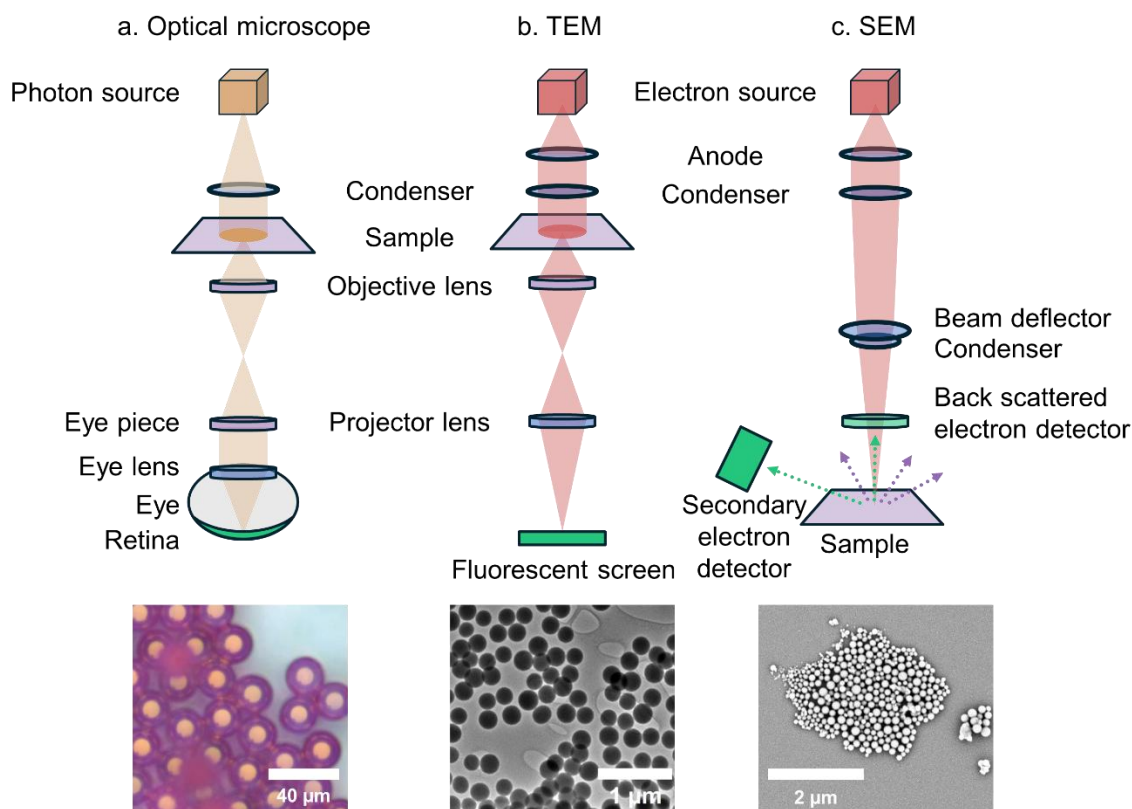 a. Optical microscope
b. TEM
c. SEM
Photon source
Electron source
Anode
Condenser
Condenser
Sample
Objective lens
Beam deflector
Condenser
Eye piece
Projector lens
Back scattered
electron detector
Eye lens
Eye
Retina
Secondary
electron
detector
Sample
Fluorescent screen
40 µm
1 µm
2 µm